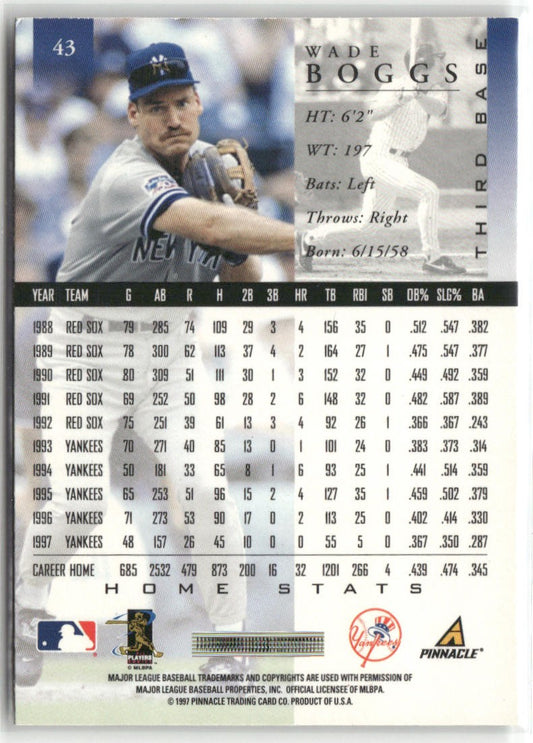 43
WADE
BOGGS
THIRD BASE
HT: 6'2"
WT: 197
Bats: Left
Throws: Right
Born: 6/15/58
NEW YORK
YEAR TEAM G AB R H 2B 3B HR TB RBI SB OB% SLG% BA
1988 RED SOX 79 285 74 109 29 3 4 156 35 0 .512 .547 .382
1989 RED SOX 78 300 62 113 37 4 2 164 27 1 .475 .547 .377
1990 RED SOX 80 309 51 111 30 1 3 152 32 0 .449 .492 .359
1991 RED SOX 69 252 50 98 28 2 6 148 32 0 .482 .587 .389
1992 RED SOX 75 251 39 61 13 3 4 92 26 1 .366 .367 .243
1993 YANKEES 70 271 40 85 13 0 1 101 24 0 .383 .373 .314
1994 YANKEES 50 181 33 65 8 1 6 93 25 1 .441 .514 .359
1995 YANKEES 65 253 51 96 15 2 4 127 35 1 .459 .502 .379
1996 YANKEES 71 273 53 90 17 0 2 113 25 0 .402 .414 .330
1997 YANKEES 48 157 26 45 10 0 0 55 5 0 .367 .350 .287
CAREER HOME 685 2532 479 873 200 16 32 1201 266 4 .439 .474 .345
HOME STATS
PLAYERS
© MLBPA
Yankees
PINNACLE
MAJOR LEAGUE BASEBALL TRADEMARKS AND COPYRIGHTS ARE USED WITH PERMISSION OF
MAJOR LEAGUE BASEBALL PROPERTIES, INC. OFFICIAL LICENSEE OF MLBPA.
© 1997 PINNACLE TRADING CARD CO. PRODUCT OF U.S.A.